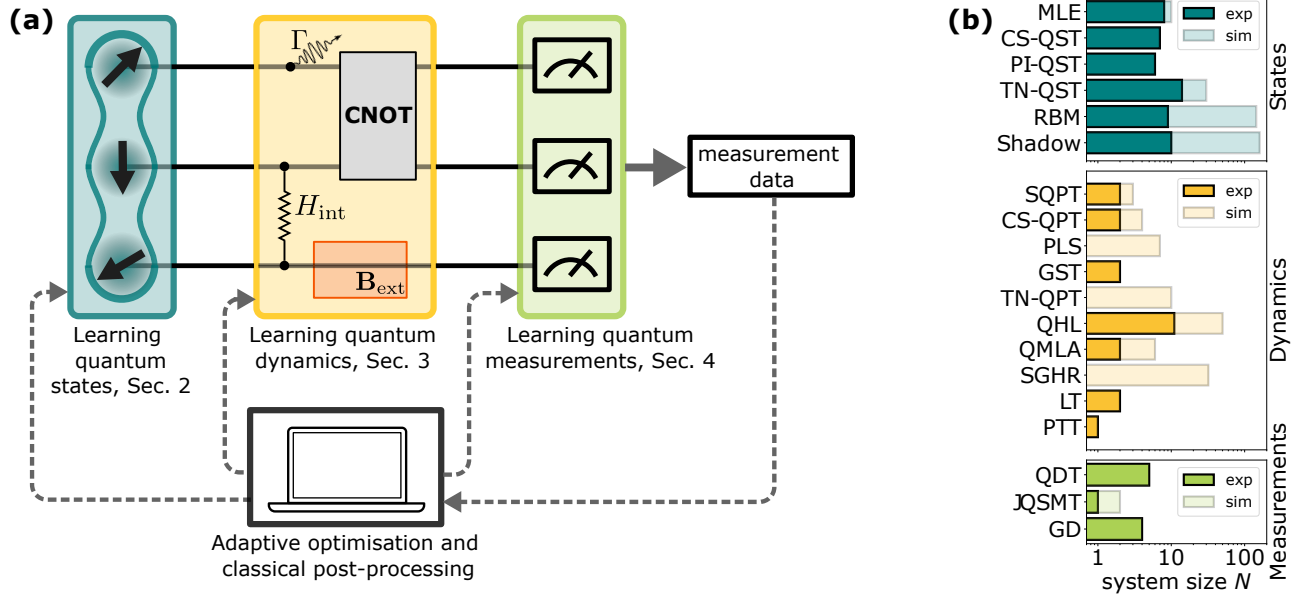 (a)
Γ
CNOT
H_int
B_ext
measurement
data
Learning
quantum
states, Sec. 2
Learning quantum
dynamics, Sec. 3
Learning quantum
measurements, Sec. 4
Adaptive optimisation and
classical post-processing
(b)
MLE
CS-QST
PI-QST
TN-QST
RBM
Shadow
exp
sim
States
SQPT
CS-QPT
PLS
GST
TN-QPT
QHL
QMLA
SGHR
LT
PTT
exp
sim
Dynamics
QDT
JQSMT
GD
exp
sim
Measurements
1 10 100
system size N